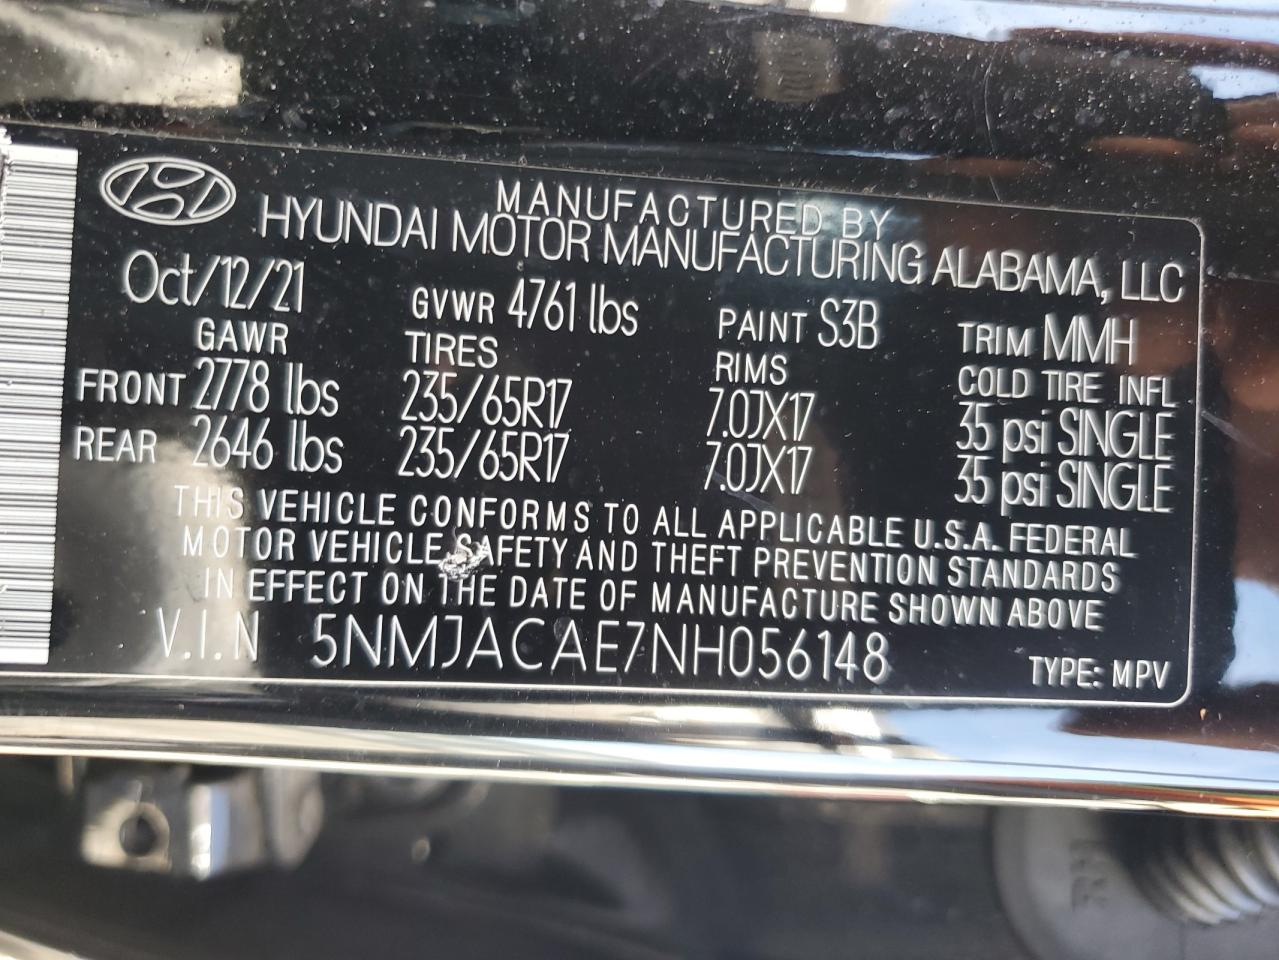 MANUFACTURED BY
HYUNDAI MOTOR MANUFACTURING ALABAMA, LLC
Oct/12/21 GVWR 4761 lbs PAINT S3B TRIM MMH
GAWR TIRES RIMS COLD TIRE INFL
FRONT 2778 lbs 235/65R17 7.0JX17 35 psi SINGLE
REAR 2646 lbs 235/65R17 7.0JX17 35 psi SINGLE
THIS VEHICLE CONFORMS TO ALL APPLICABLE U.S.A. FEDERAL
MOTOR VEHICLE SAFETY AND THEFT PREVENTION STANDARDS
IN EFFECT ON THE DATE OF MANUFACTURE SHOWN ABOVE
V.I.N 5NMJACAE7NH056148 TYPE: MPV